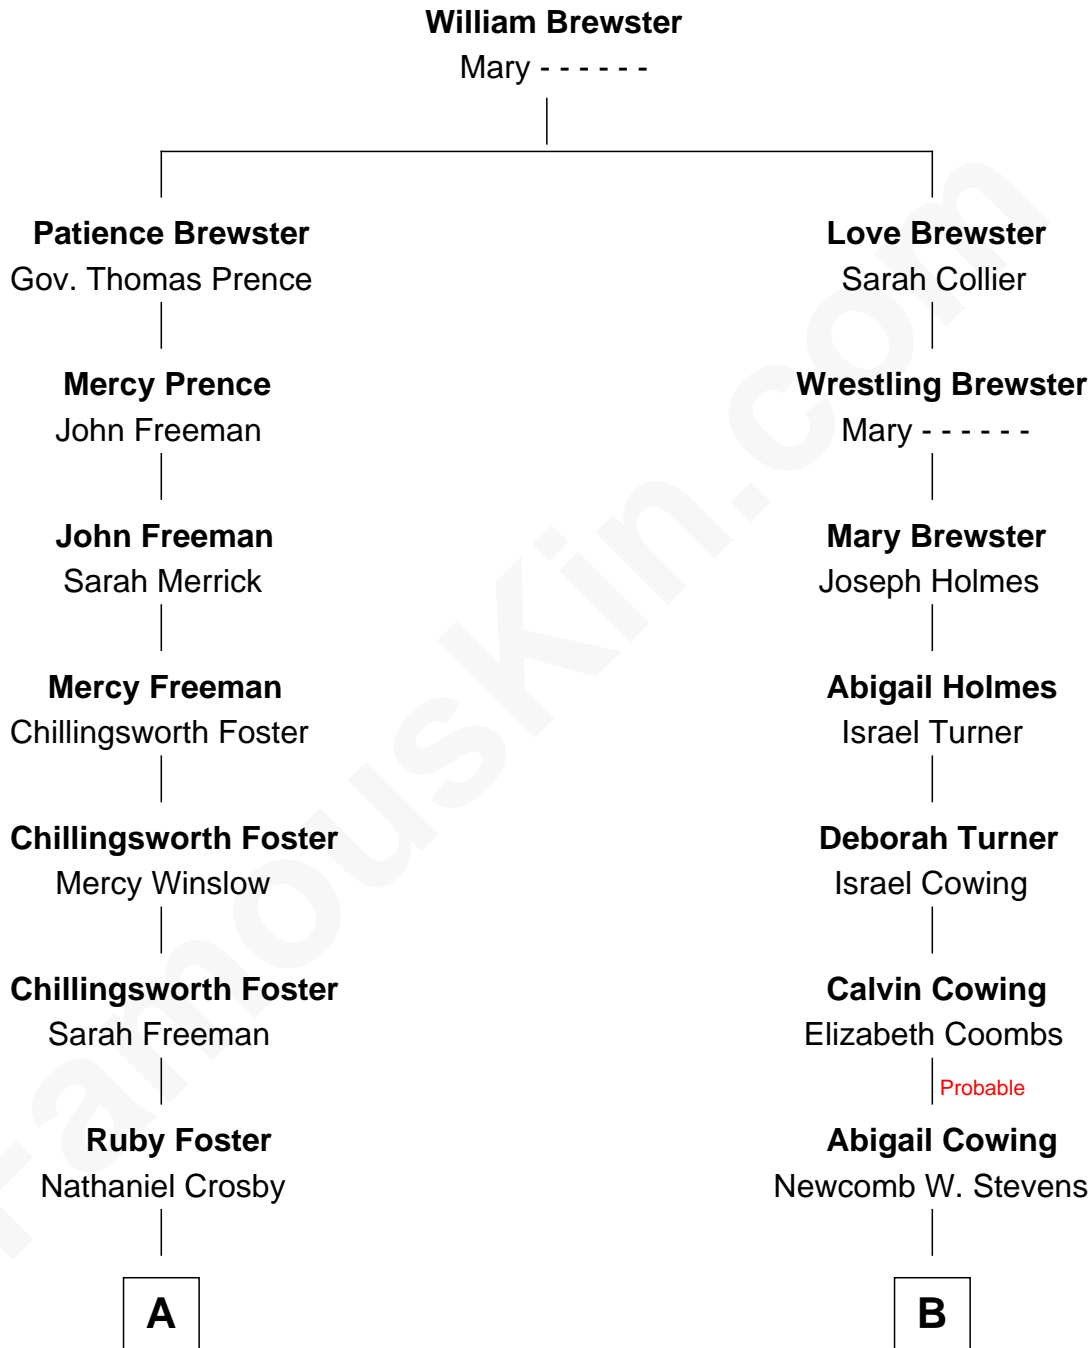 William Brewster
Mary - - - - - -
Patience Brewster
Gov. Thomas Prence
Love Brewster
Sarah Collier
Mercy Prence
John Freeman
Wrestling Brewster
Mary - - - - - -
John Freeman
Sarah Merrick
Mary Brewster
Joseph Holmes
Mercy Freeman
Chillingsworth Foster
Abigail Holmes
Israel Turner
Chillingsworth Foster
Mercy Winslow
Deborah Turner
Israel Cowing
Chillingsworth Foster
Sarah Freeman
Calvin Cowing
Elizabeth Coombs
Probable
Ruby Foster
Nathaniel Crosby
Abigail Cowing
Newcomb W. Stevens
A
B
FamousKin.com